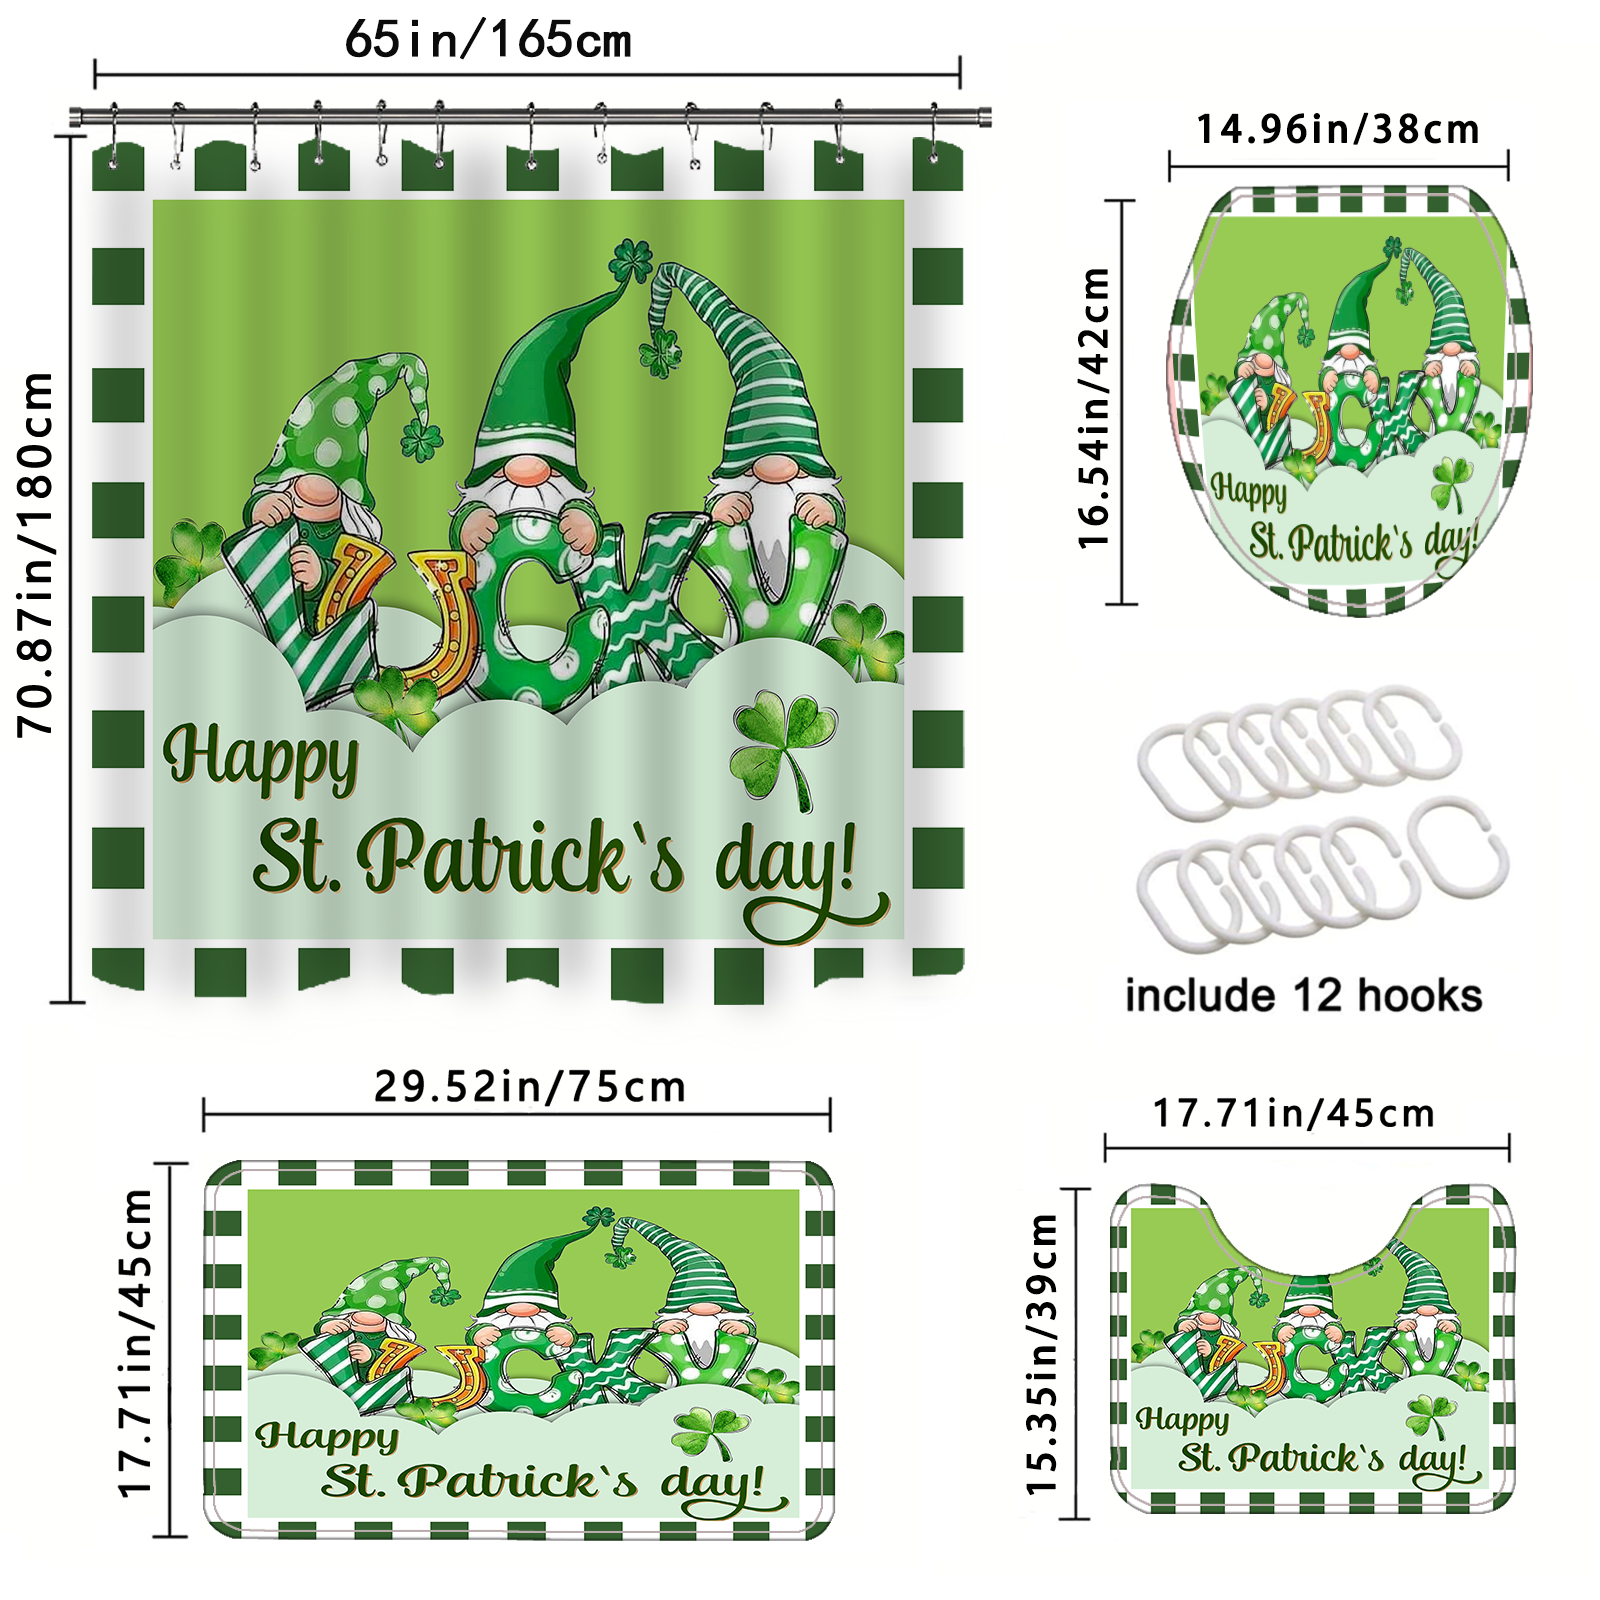 65in/165cm
70.87in/180cm
LUCKY
Happy
St. Patrick`s day!
14.96in/38cm
16.54in/42cm
LUCKY
Happy
St. Patrick`s day!
include 12 hooks
29.52in/75cm
17.71in/45cm
LUCKY
Happy
St. Patrick`s day!
17.71in/45cm
15.35in/39cm
LUCKY
Happy
St. Patrick`s day!